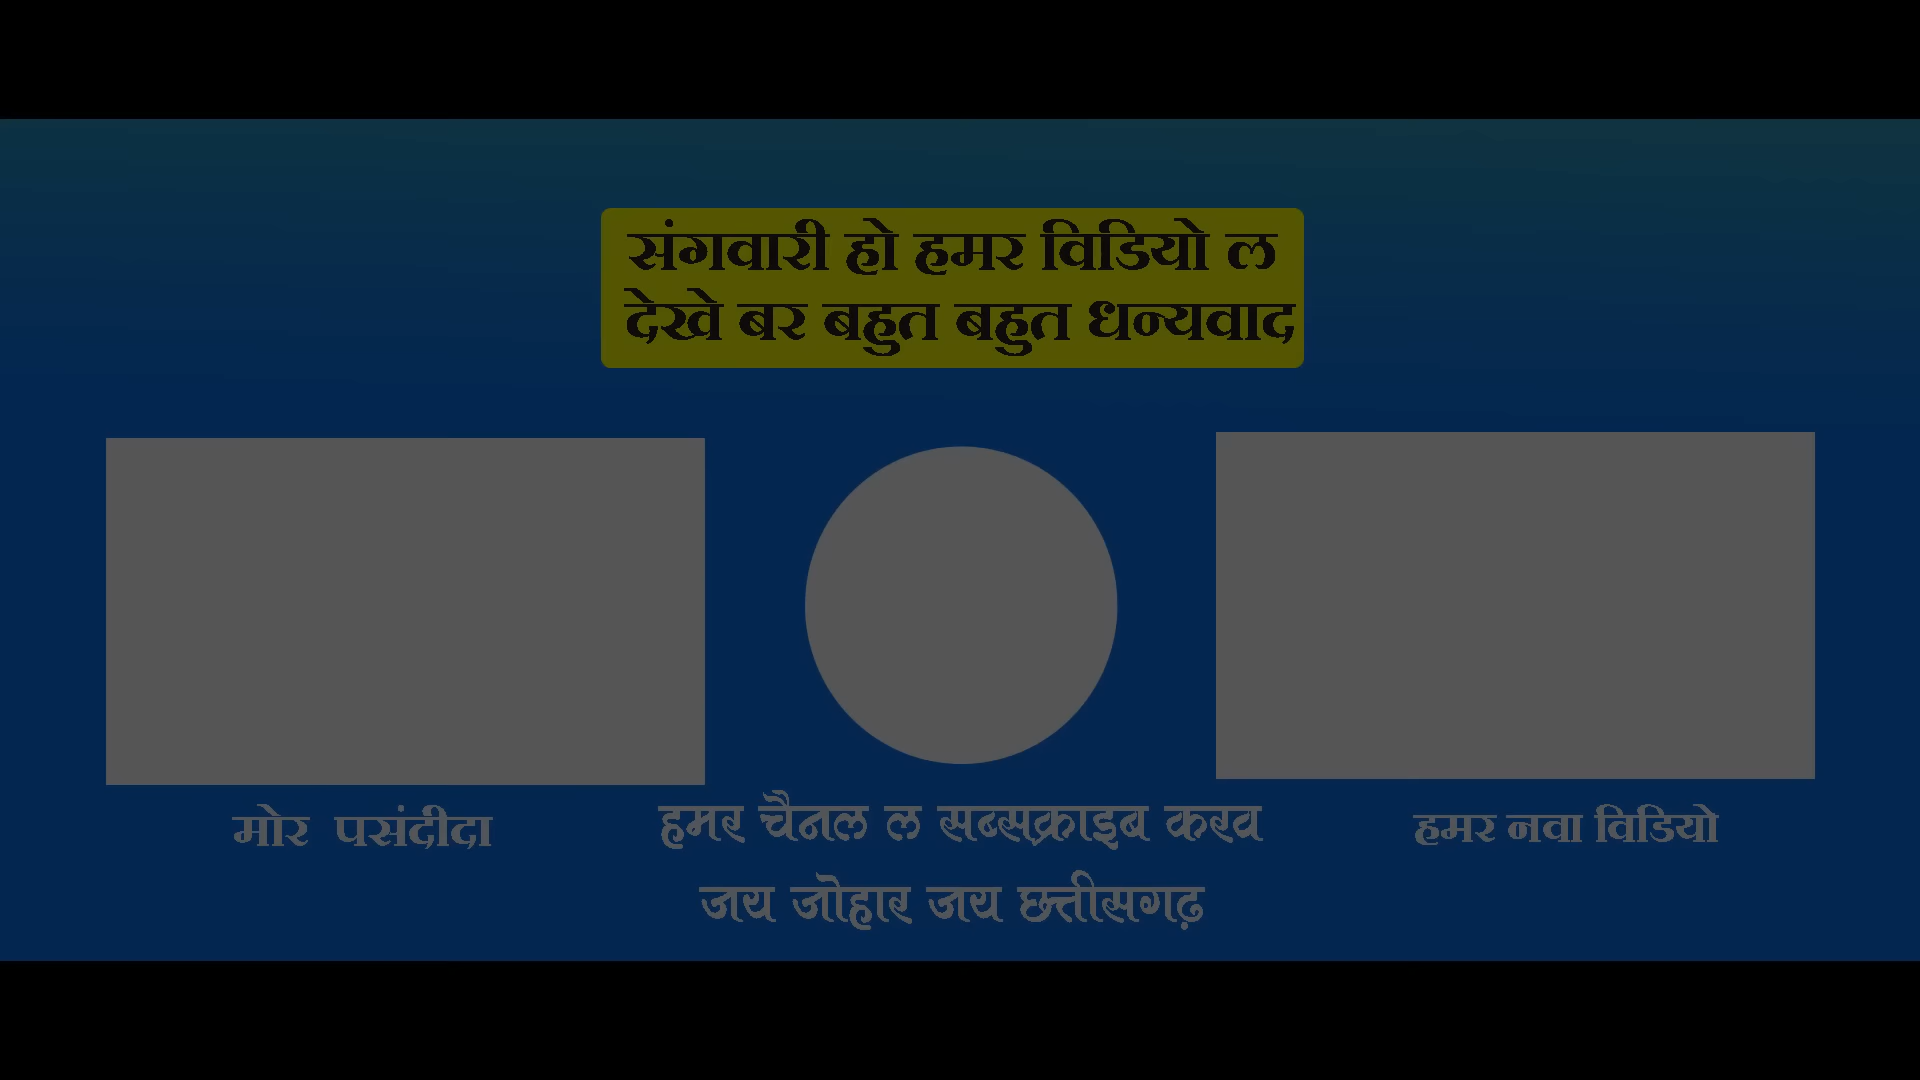 संगवारी हो हमर विडियो ल
देखे बर बहुत बहुत धन्यवाद
मोर पसंदीदा
हमर चैनल ल सब्सक्राइब करव
हमर नवा विडियो
जय जोहार जय छत्तीसगढ़